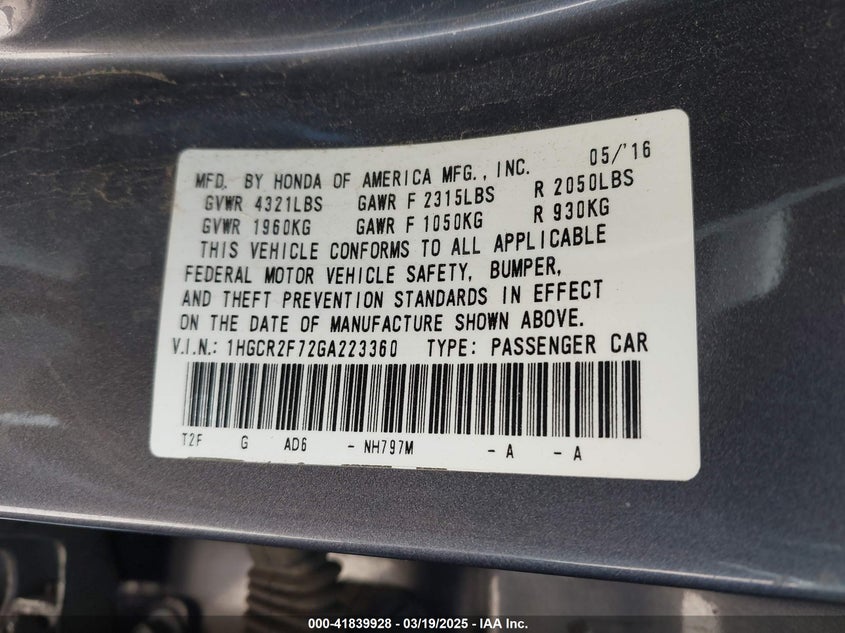 05/'16
MFD. BY HONDA OF AMERICA MFG., INC.
GVWR 4321LBS GAWR F 2315LBS R 2050LBS
GVWR 1960KG GAWR F 1050KG R 930KG
THIS VEHICLE CONFORMS TO ALL APPLICABLE
FEDERAL MOTOR VEHICLE SAFETY, BUMPER,
AND THEFT PREVENTION STANDARDS IN EFFECT
ON THE DATE OF MANUFACTURE SHOWN ABOVE.
V.I.N.: 1HGCR2F72GA223360 TYPE: PASSENGER CAR
T2F G AD6 - NH797M - A - A
000-41839928 - 03/19/2025 - IAA Inc.